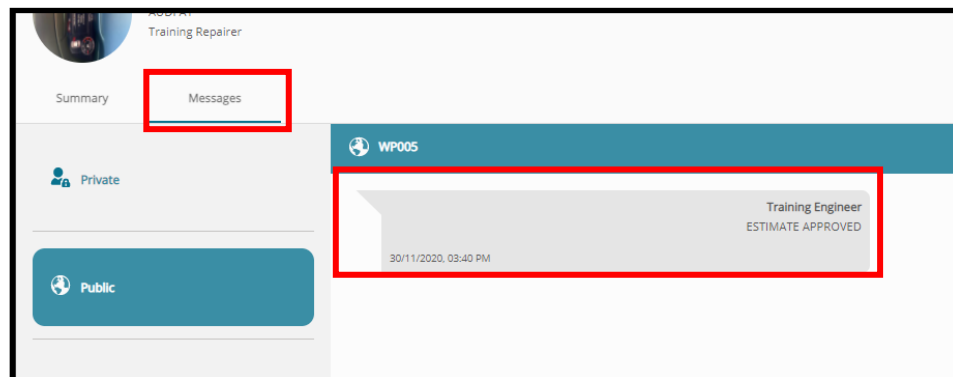 Training Repairer
Summary
Messages
WP005
Private
Training Engineer
ESTIMATE APPROVED
30/11/2020, 03:40 PM
Public